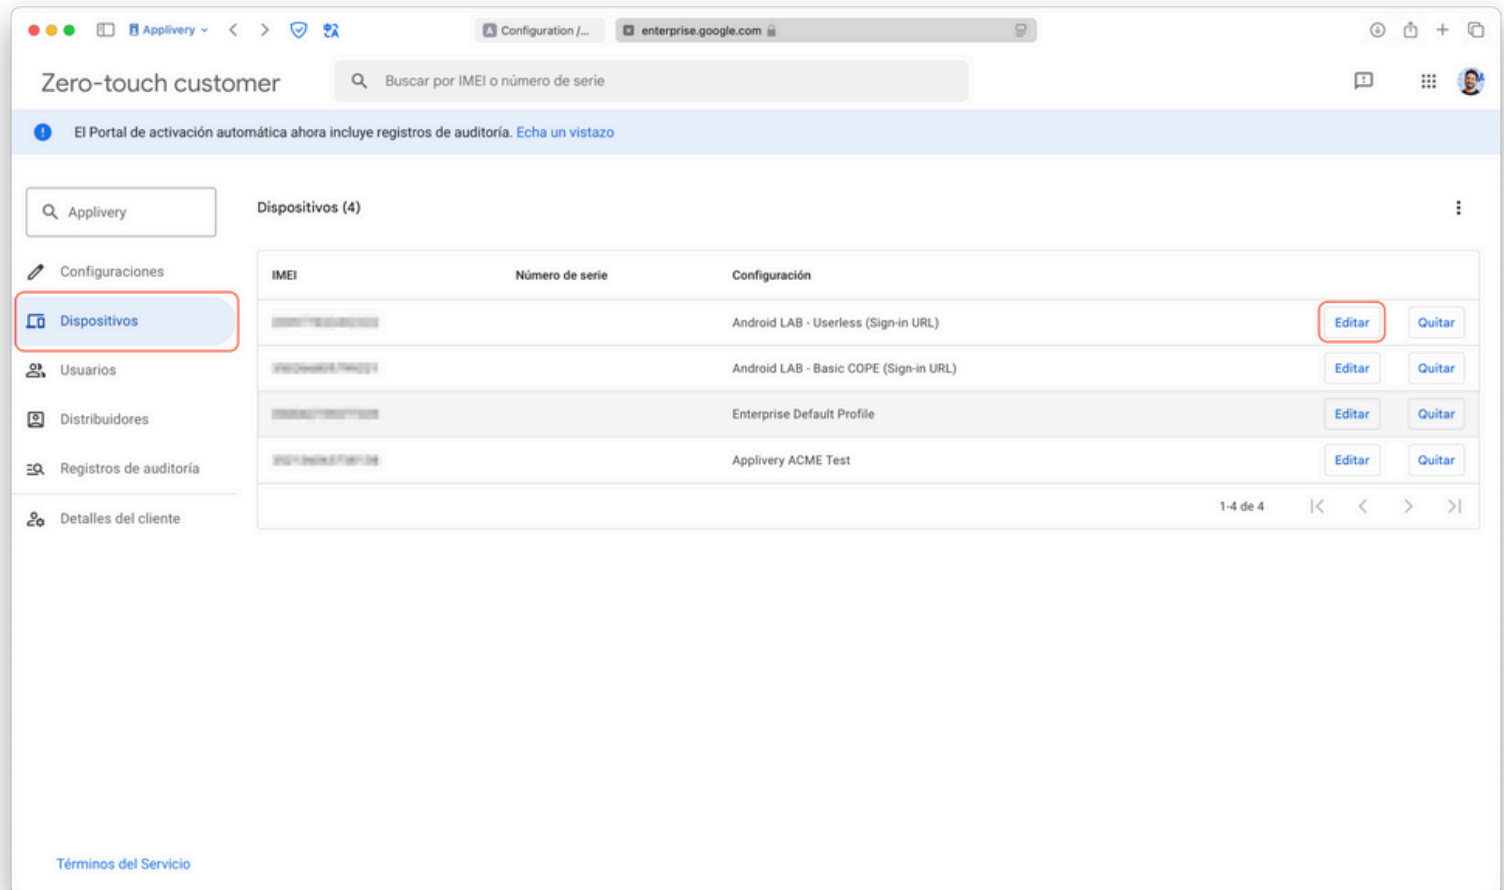 Applivery
Configuration /...
enterprise.google.com
Zero-touch customer
Buscar por IMEI o número de serie
El Portal de activación automática ahora incluye registros de auditoría. Echa un vistazo
Applivery
Dispositivos (4)
Configuraciones
Dispositivos
Usuarios
Distribuidores
Registros de auditoría
Detalles del cliente
IMEI Número de serie Configuración
Android LAB - Userless (Sign-in URL) Editar Quitar
Android LAB - Basic COPE (Sign-in URL) Editar Quitar
Enterprise Default Profile Editar Quitar
Applivery ACME Test Editar Quitar
1-4 de 4
Términos del Servicio